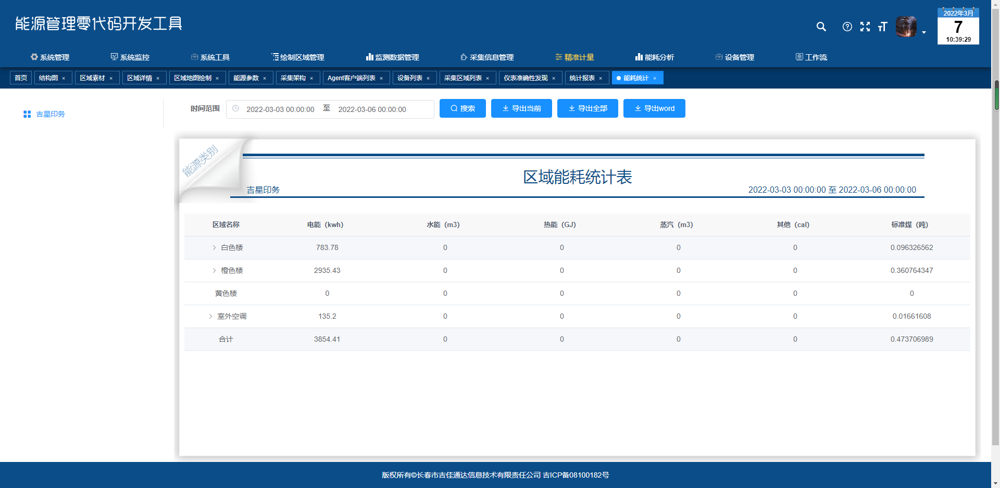 能源管理零代码开发工具
2022年3月
7
10:39:29
系统管理 系统监控 系统工具 绘制区域管理 监测数据管理 采集信息管理 精准计量 能耗分析 设备管理 工作流
首页 结构图 × 区域素材 × 区域详情 × 区域地图绘制 × 能源参数 × 采集架构 × Agent客户端列表 × 设备列表 × 采集区域列表 × 仪表准确性发现 × 统计报表 × 能耗统计 ×
吉星印务
时间范围 2022-03-03 00:00:00 至 2022-03-06 00:00:00 搜索 导出当前 导出全部 导出word
能源类别
区域能耗统计表
吉星印务 2022-03-03 00:00:00 至 2022-03-06 00:00:00
区域名称 电能（kwh） 水能（m3） 热能（GJ） 蒸汽（m3） 其他（cal） 标准煤（吨）
白色楼 783.78 0 0 0 0 0.096326562
橙色楼 2935.43 0 0 0 0 0.360764347
黄色楼 0 0 0 0 0 0
室外空调 135.2 0 0 0 0 0.01661608
合计 3854.41 0 0 0 0 0.473706989
版权所有©长春市吉佳通达信息技术有限责任公司 吉ICP备08100182号